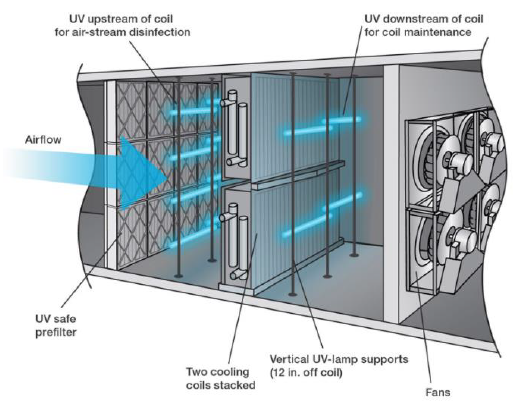 UV upstream of coil
for air-stream disinfection
UV downstream of coil
for coil maintenance
Airflow
UV safe
prefilter
Two cooling
coils stacked
Vertical UV-lamp supports
(12 in. off coil)
Fans